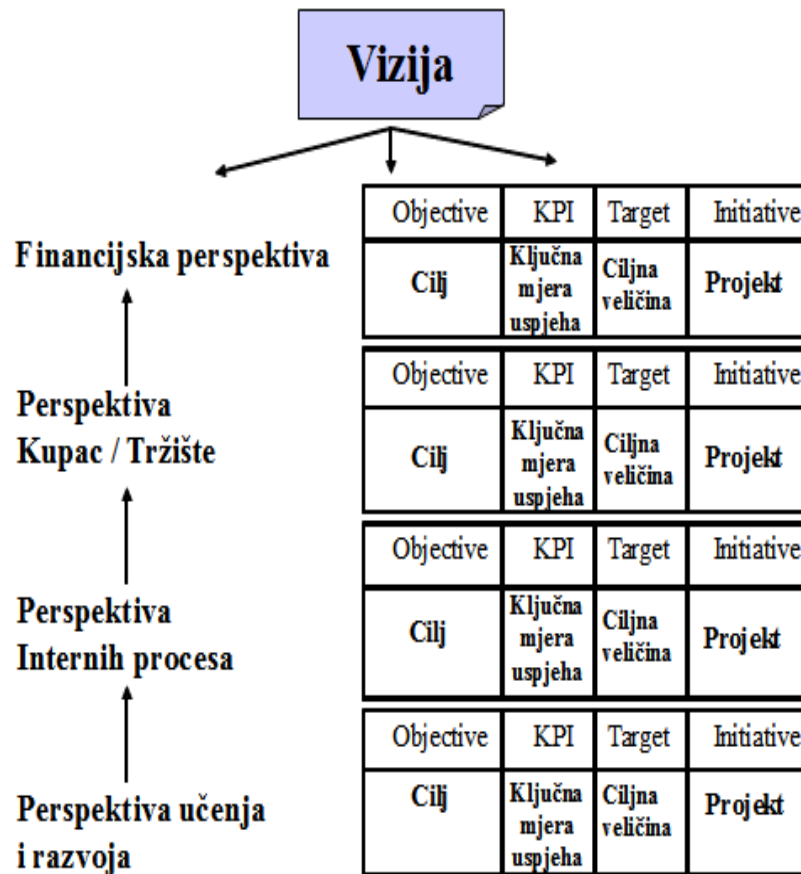 Vizija
Objective KPI Target Initiative
Financijska perspektiva
Cilj
Ključna
mjera
uspjeha
Ciljna
veličina
Projekt
Objective KPI Target Initiative
Perspektiva
Kupac / Tržište
Cilj
Ključna
mjera
uspjeha
Ciljna
veličina
Projekt
Objective KPI Target Initiative
Perspektiva
Internih procesa
Cilj
Ključna
mjera
uspjeha
Ciljna
veličina
Projekt
Objective KPI Target Initiative
Perspektiva učenja
i razvoja
Cilj
Ključna
mjera
uspjeha
Ciljna
veličina
Projekt